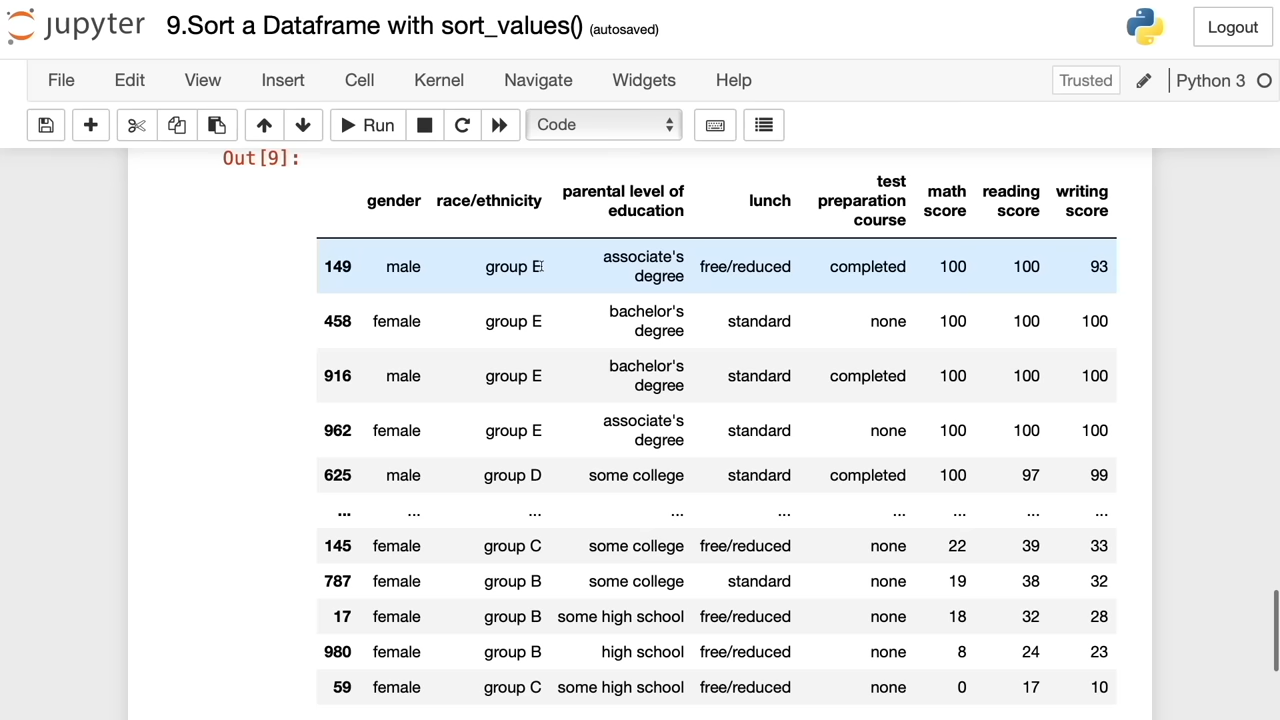 jupyter 9.Sort a Dataframe with sort_values() (autosaved) Logout
File Edit View Insert Cell Kernel Navigate Widgets Help Trusted Python 3
Run Code
Out[9]:
gender race/ethnicity parental level of education lunch test preparation course math score reading score writing score
149 male group E associate's degree free/reduced completed 100 100 93
458 female group E bachelor's degree standard none 100 100 100
916 male group E bachelor's degree standard completed 100 100 100
962 female group E associate's degree standard none 100 100 100
625 male group D some college standard completed 100 97 99
... ... ... ... ... ... ... ... ...
145 female group C some college free/reduced none 22 39 33
787 female group B some college standard none 19 38 32
17 female group B some high school free/reduced none 18 32 28
980 female group B high school free/reduced none 8 24 23
59 female group C some high school free/reduced none 0 17 10